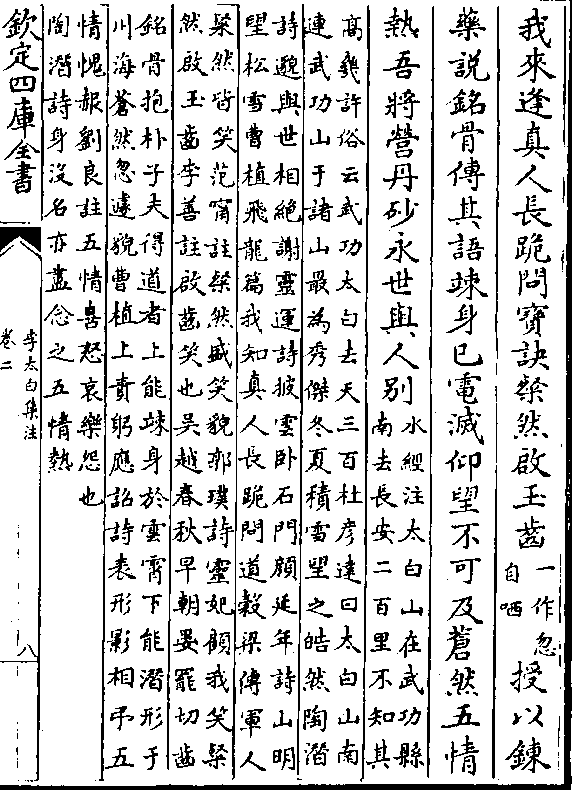 我來逢真人長跪問寶訣粲然啟玉齒
一作忽
自哂
授以鍊
藥說銘骨傳其語竦身已電滅仰望不可及蒼然五情
熱吾將營丹砂永世與人别
水經注太白山在武功縣
南去長安二百里不知其
高幾許俗云武功太白去天三百杜彦達曰太白山南
連武功山于諸山最為秀傑冬夏積雪望之皓然陶潛
詩邈與世相絶謝靈運詩披雲卧石門顔延年詩山明
望松雪曹植飛龍篇我知真人長跪問道穀梁傳軍人
粲然皆笑范甯註粲然盛笑貌郭璞詩靈妃顧我笑粲
然啟玉齒李善註啟齒笑也吳越春秋早朝晏罷切齒
銘骨抱朴子夫得道者上能竦身於雲霄下能潛形于
川海蒼然忽遽貌曹植上責躬應詔詩表形影相弔五
情愧赧劉良註五情喜怒哀樂怨也
陶潛詩身沒名亦盡念之五情熱
欽定四庫全書
李太白集注
卷二
八